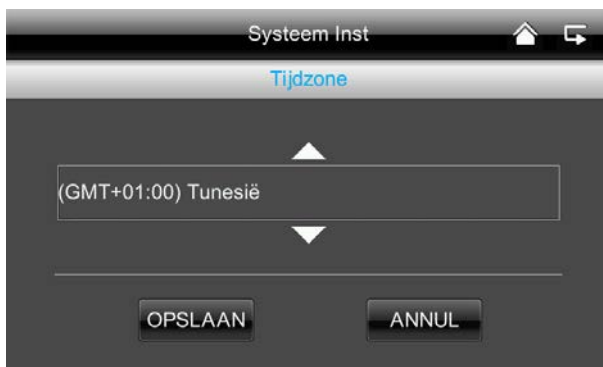 Systeem Inst
Tijdzone
(GMT+01:00) Tunesië
OPSLAAN ANNUL